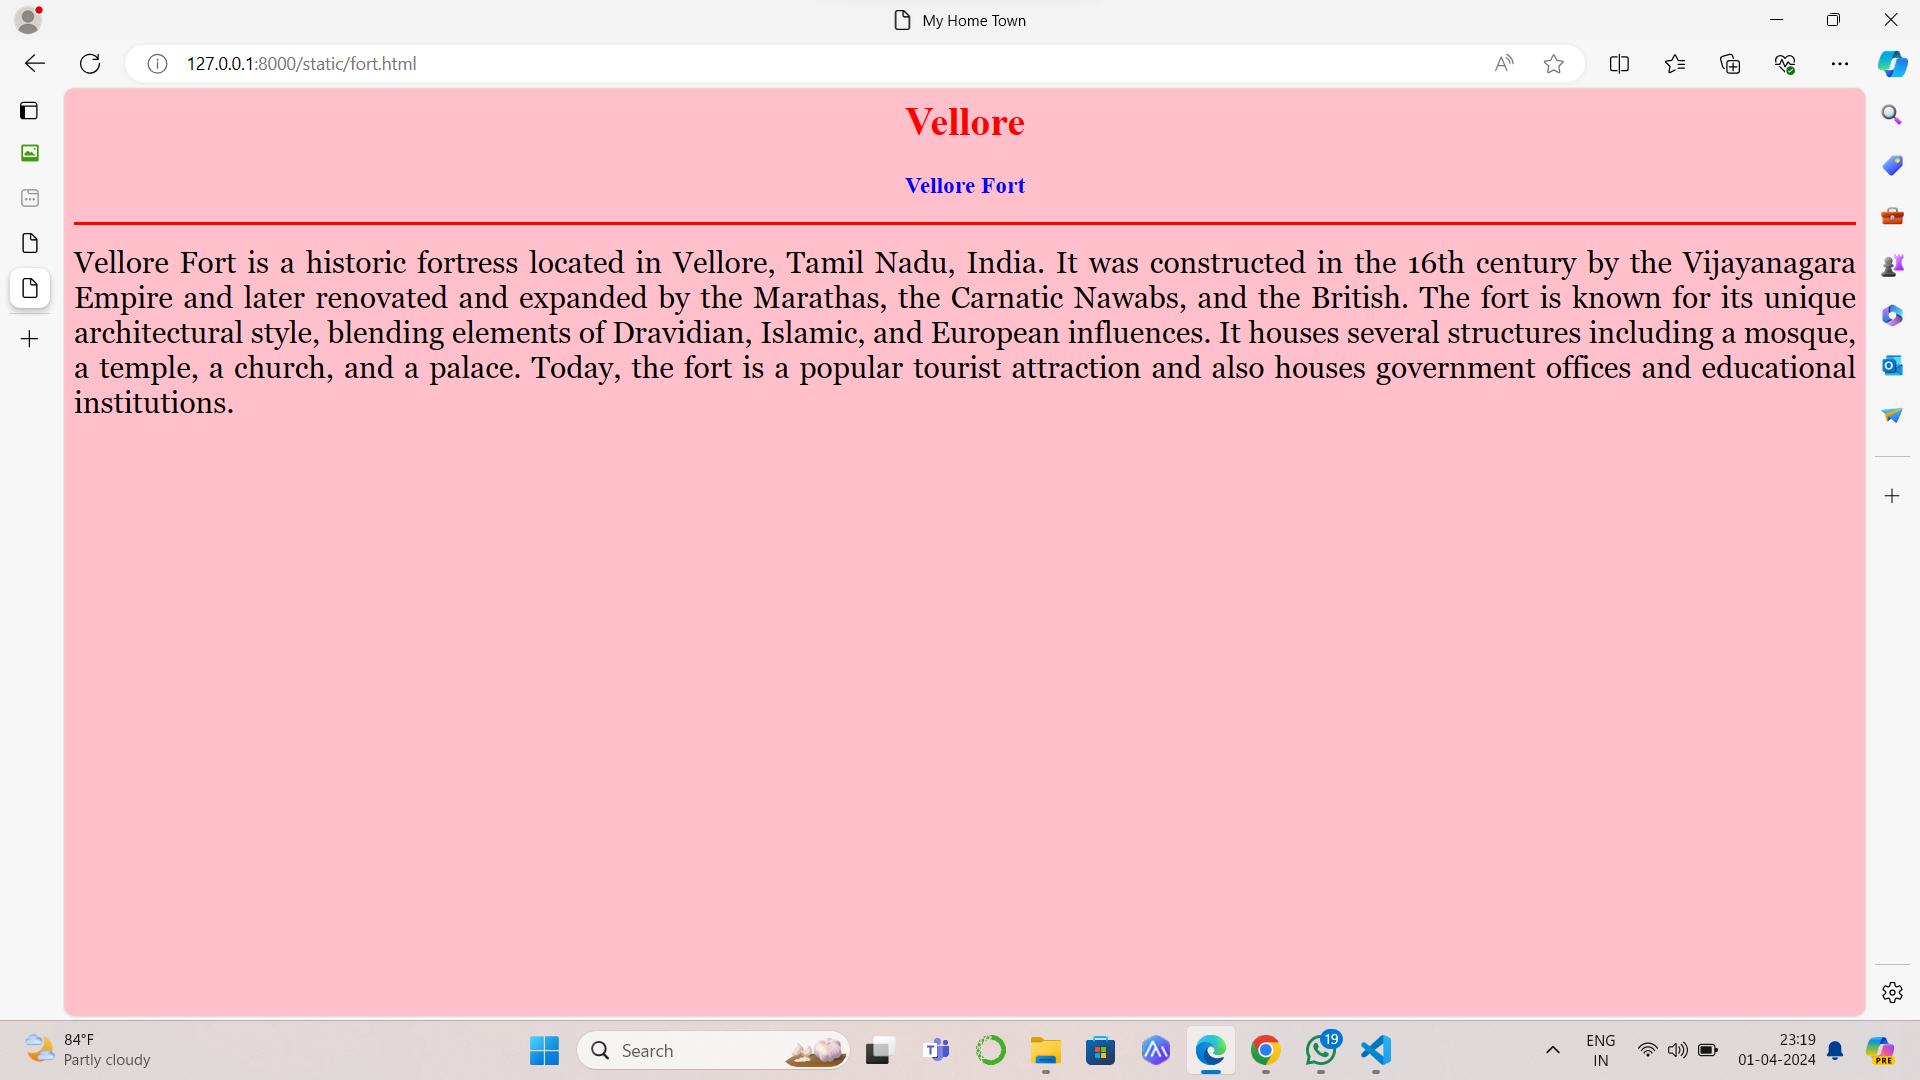 My Home Town
127.0.0.1:8000/static/fort.html
Vellore
Vellore Fort
Vellore Fort is a historic fortress located in Vellore, Tamil Nadu, India. It was constructed in the 16th century by the Vijayanagara
Empire and later renovated and expanded by the Marathas, the Carnatic Nawabs, and the British. The fort is known for its unique
architectural style, blending elements of Dravidian, Islamic, and European influences. It houses several structures including a mosque,
a temple, a church, and a palace. Today, the fort is a popular tourist attraction and also houses government offices and educational
institutions.
84°F
Partly cloudy
Search
19
ENG
IN
23:19
01-04-2024
PRE